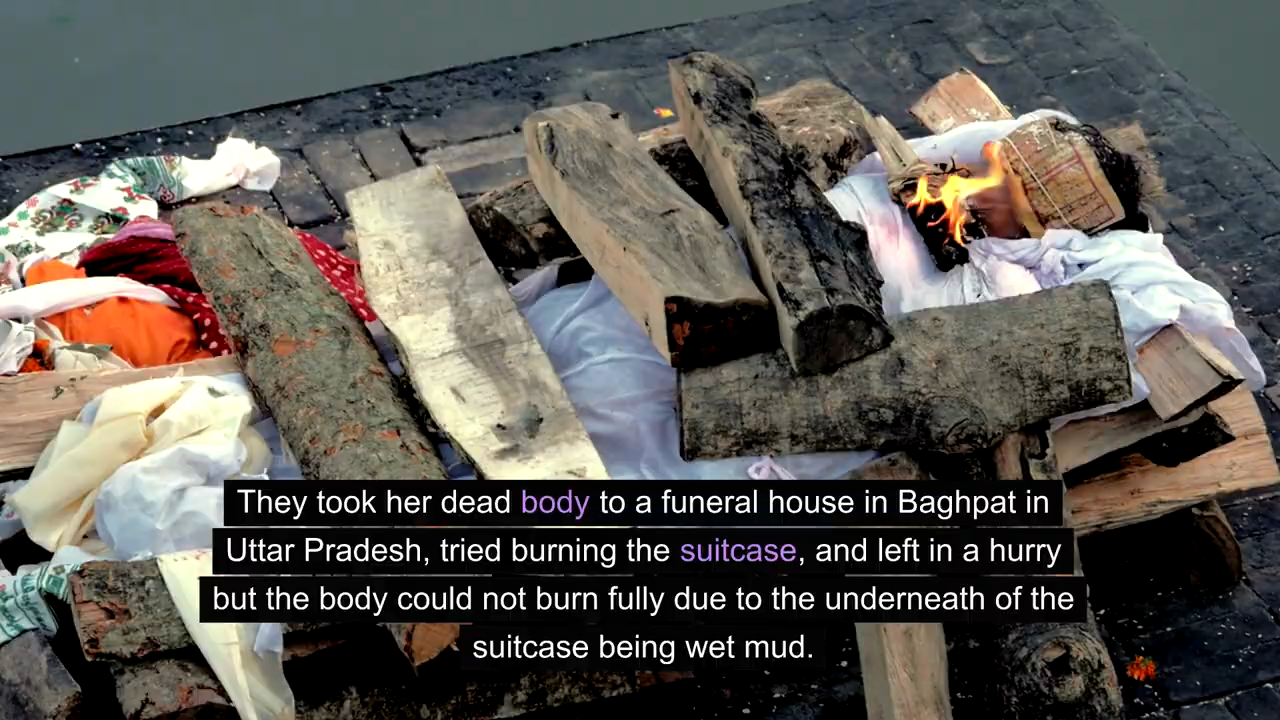 They took her dead body to a funeral house in Baghpat in
Uttar Pradesh, tried burning the suitcase, and left in a hurry
but the body could not burn fully due to the underneath of the
suitcase being wet mud.